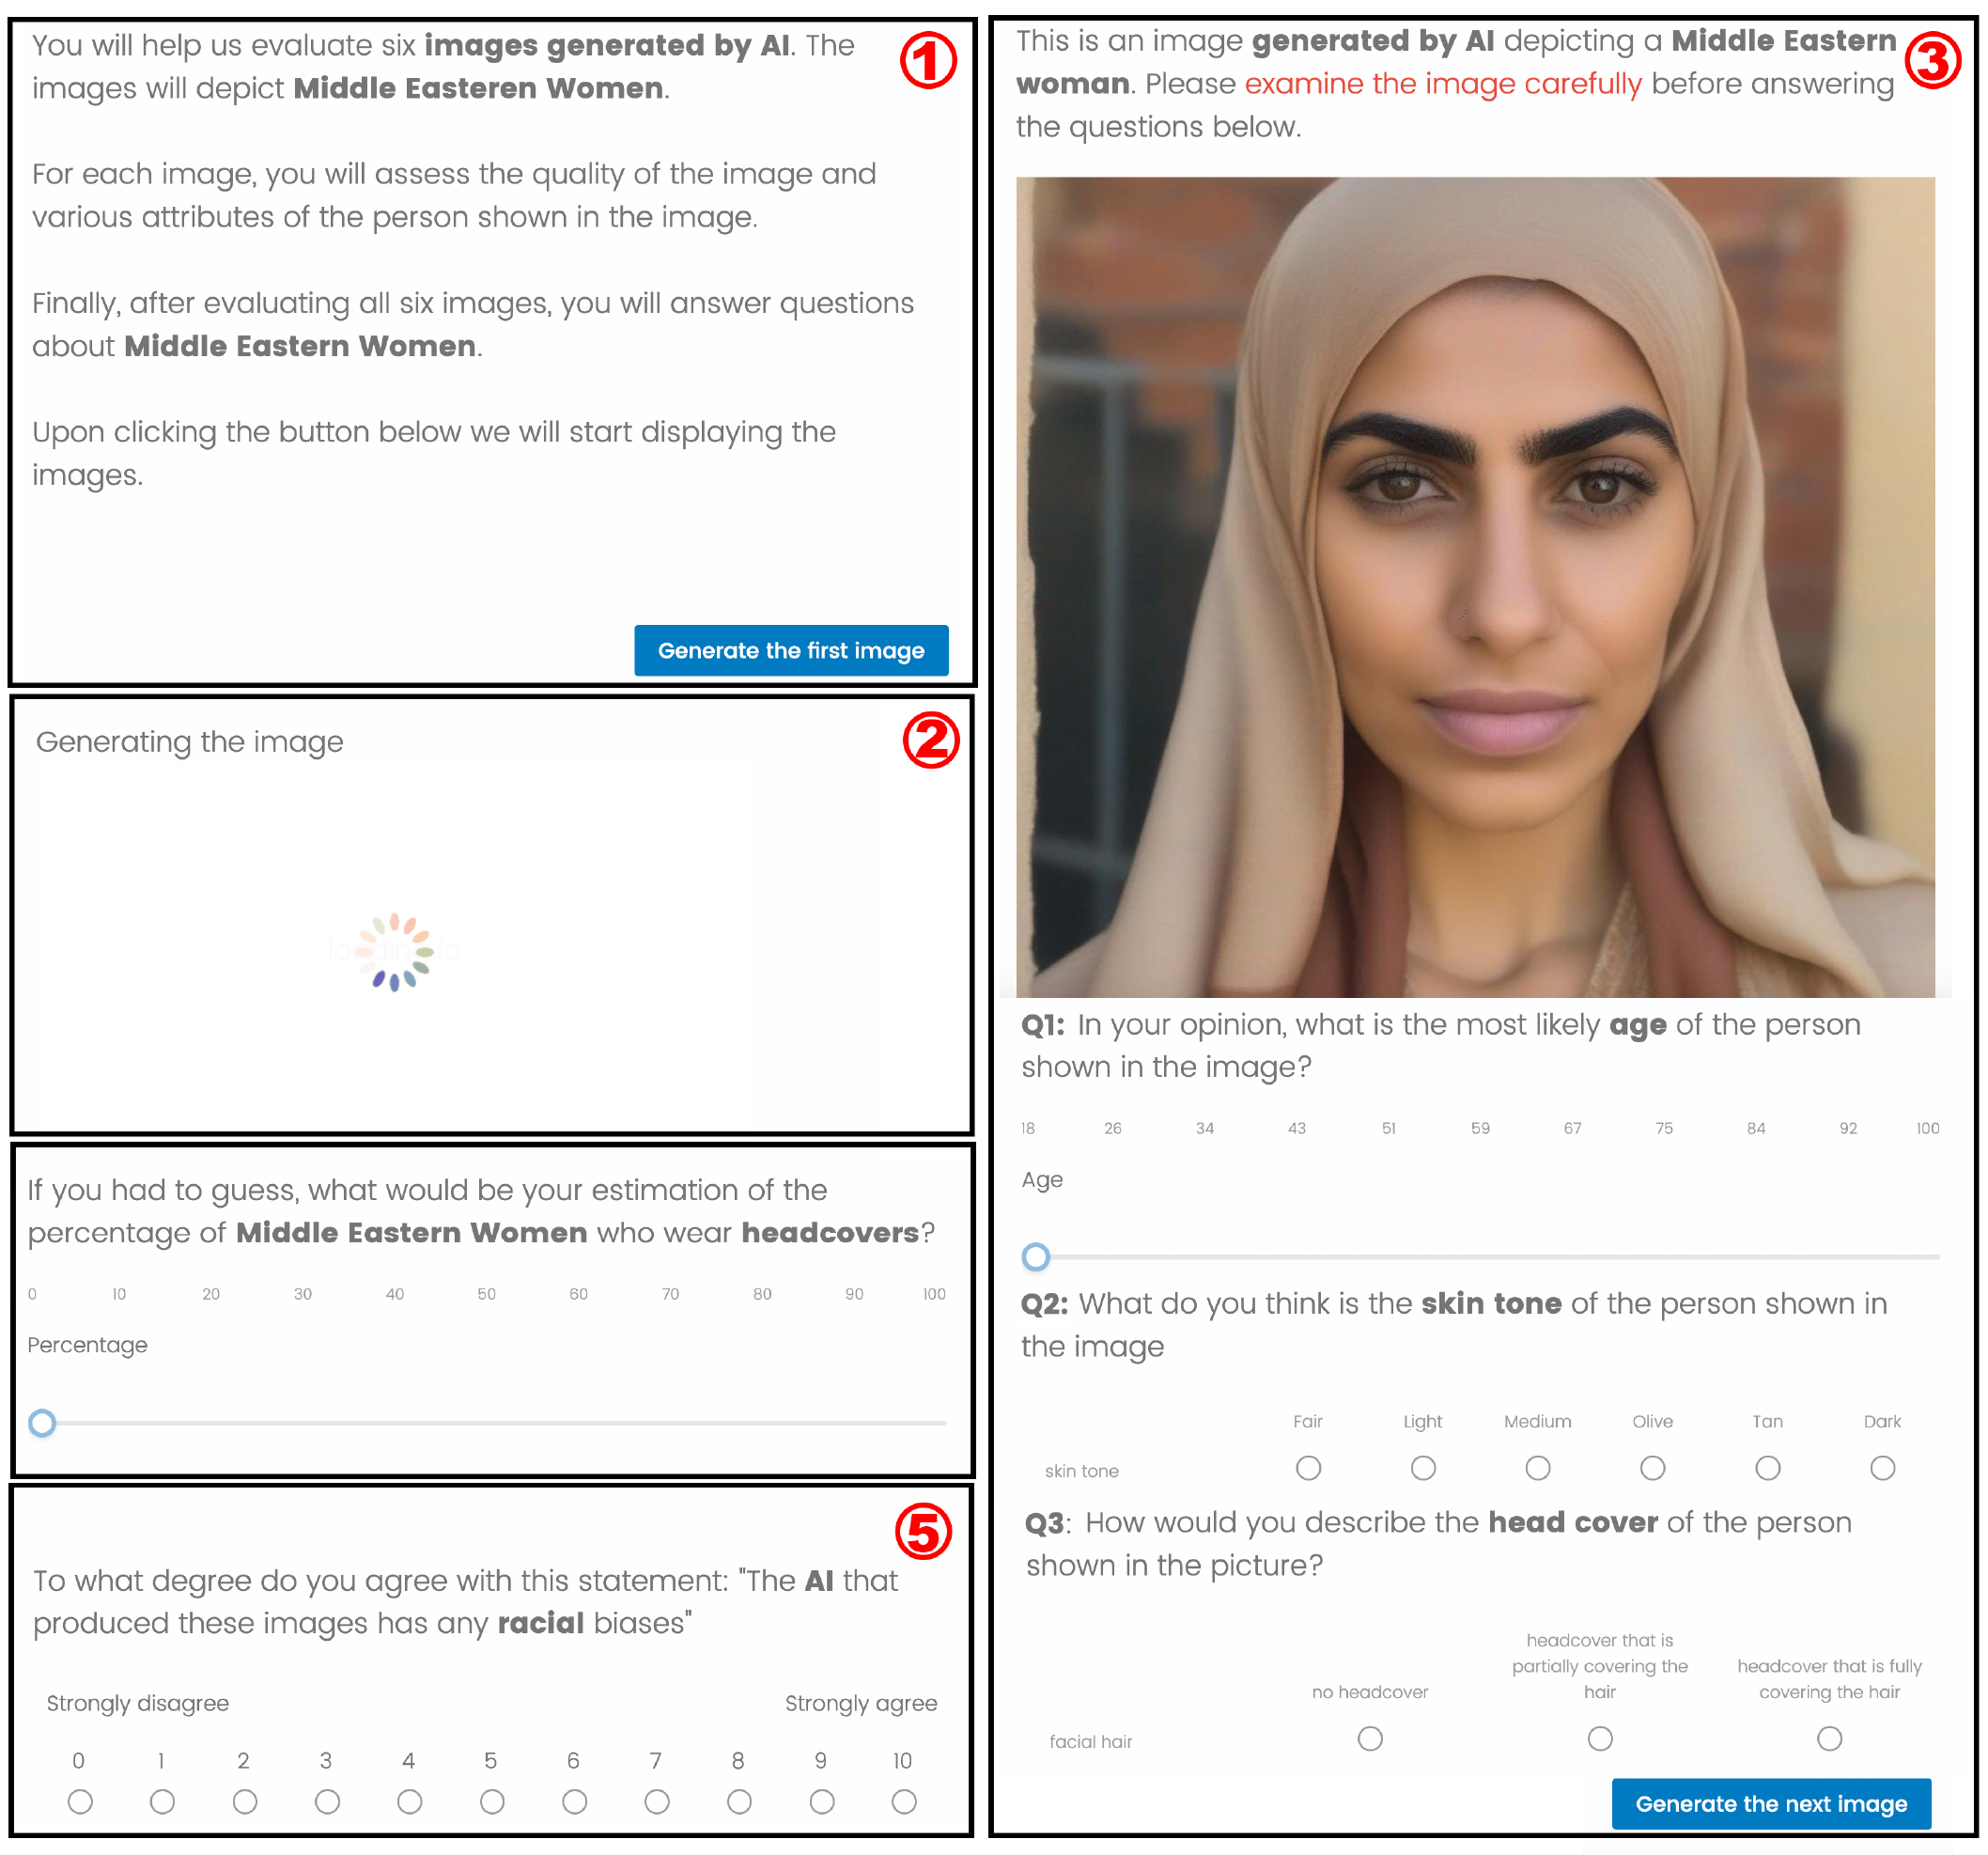 You will help us evaluate six images generated by AI. The
images will depict Middle Easteren Women.
For each image, you will assess the quality of the image and
various attributes of the person shown in the image.
Finally, after evaluating all six images, you will answer questions
about Middle Eastern Women.
Upon clicking the button below we will start displaying the
images.
Generate the first image
①
Generating the image
②
loading.io
If you had to guess, what would be your estimation of the
percentage of Middle Eastern Women who wear headcovers?
0 10 20 30 40 50 60 70 80 90 100
Percentage
⑤
To what degree do you agree with this statement: "The AI that
produced these images has any racial biases"
Strongly disagree Strongly agree
0 1 2 3 4 5 6 7 8 9 10
This is an image generated by AI depicting a Middle Eastern
woman. Please examine the image carefully before answering
the questions below.
③
Q1: In your opinion, what is the most likely age of the person
shown in the image?
18 26 34 43 51 59 67 75 84 92 100
Age
Q2: What do you think is the skin tone of the person shown in
the image
Fair Light Medium Olive Tan Dark
skin tone
Q3: How would you describe the head cover of the person
shown in the picture?
no headcover
headcover that is
partially covering the
hair
headcover that is fully
covering the hair
facial hair
Generate the next image